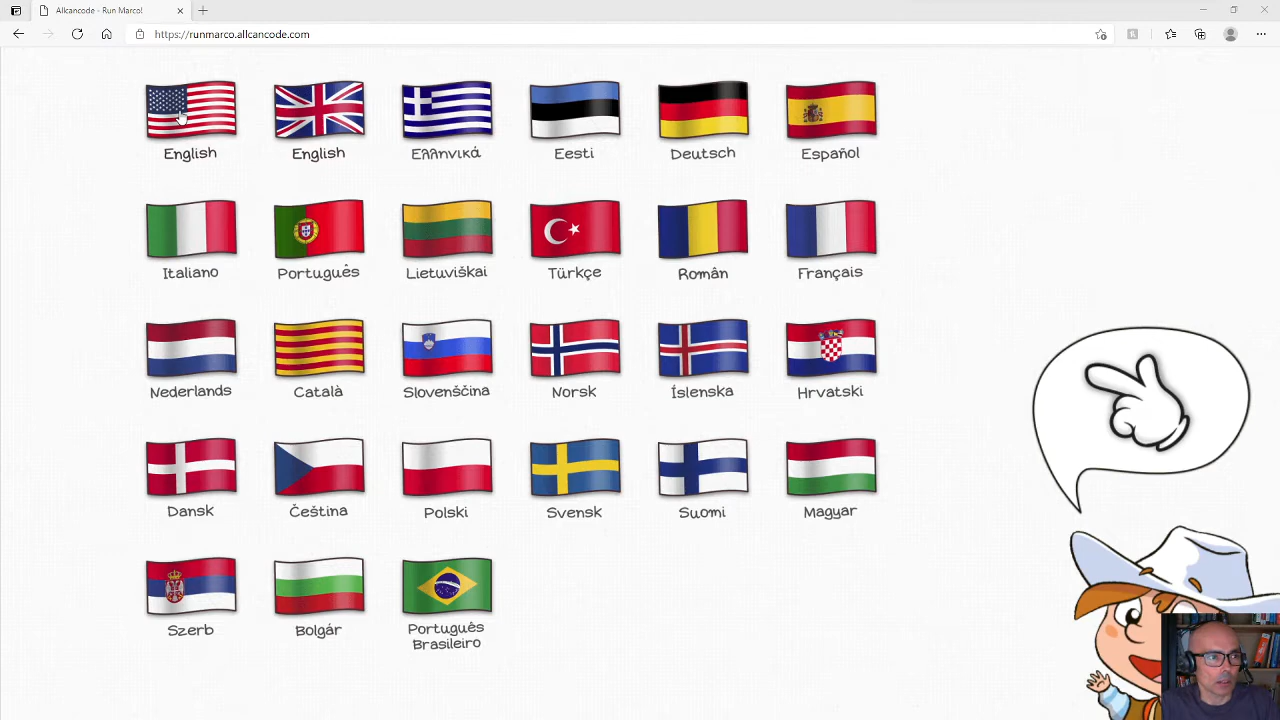 Allcancode - Run Marco!
https://runmarco.allcancode.com
English
English
Ελληνικά
Eesti
Deutsch
Español
Italiano
Português
Lietuviškai
Türkçe
Român
Français
Nederlands
Català
Slovenščina
Norsk
Íslenska
Hrvatski
Dansk
Čeština
Polski
Svensk
Suomi
Magyar
Szerb
Bolgár
Português
Brasileiro